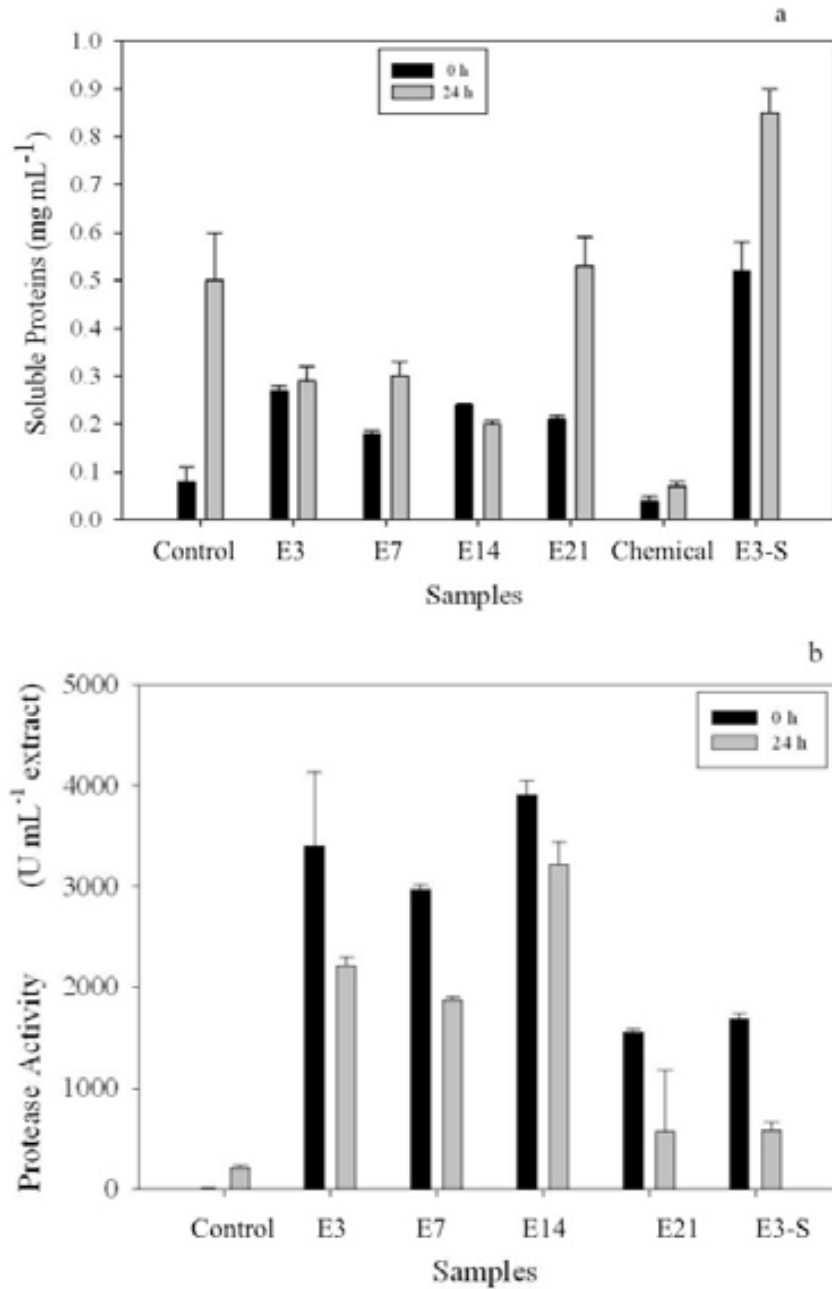 a
1.0
0.9
0.8
0.7
0.6
0.5
0.4
0.3
0.2
0.1
0.0
Soluble Proteins (mg mL⁻¹)
0 h
24 h
Control E3 E7 E14 E21 Chemical E3-S
Samples
b
5000
4000
3000
2000
1000
0
Protease Activity (U mL⁻¹ extract)
0 h
24 h
Control E3 E7 E14 E21 E3-S
Samples